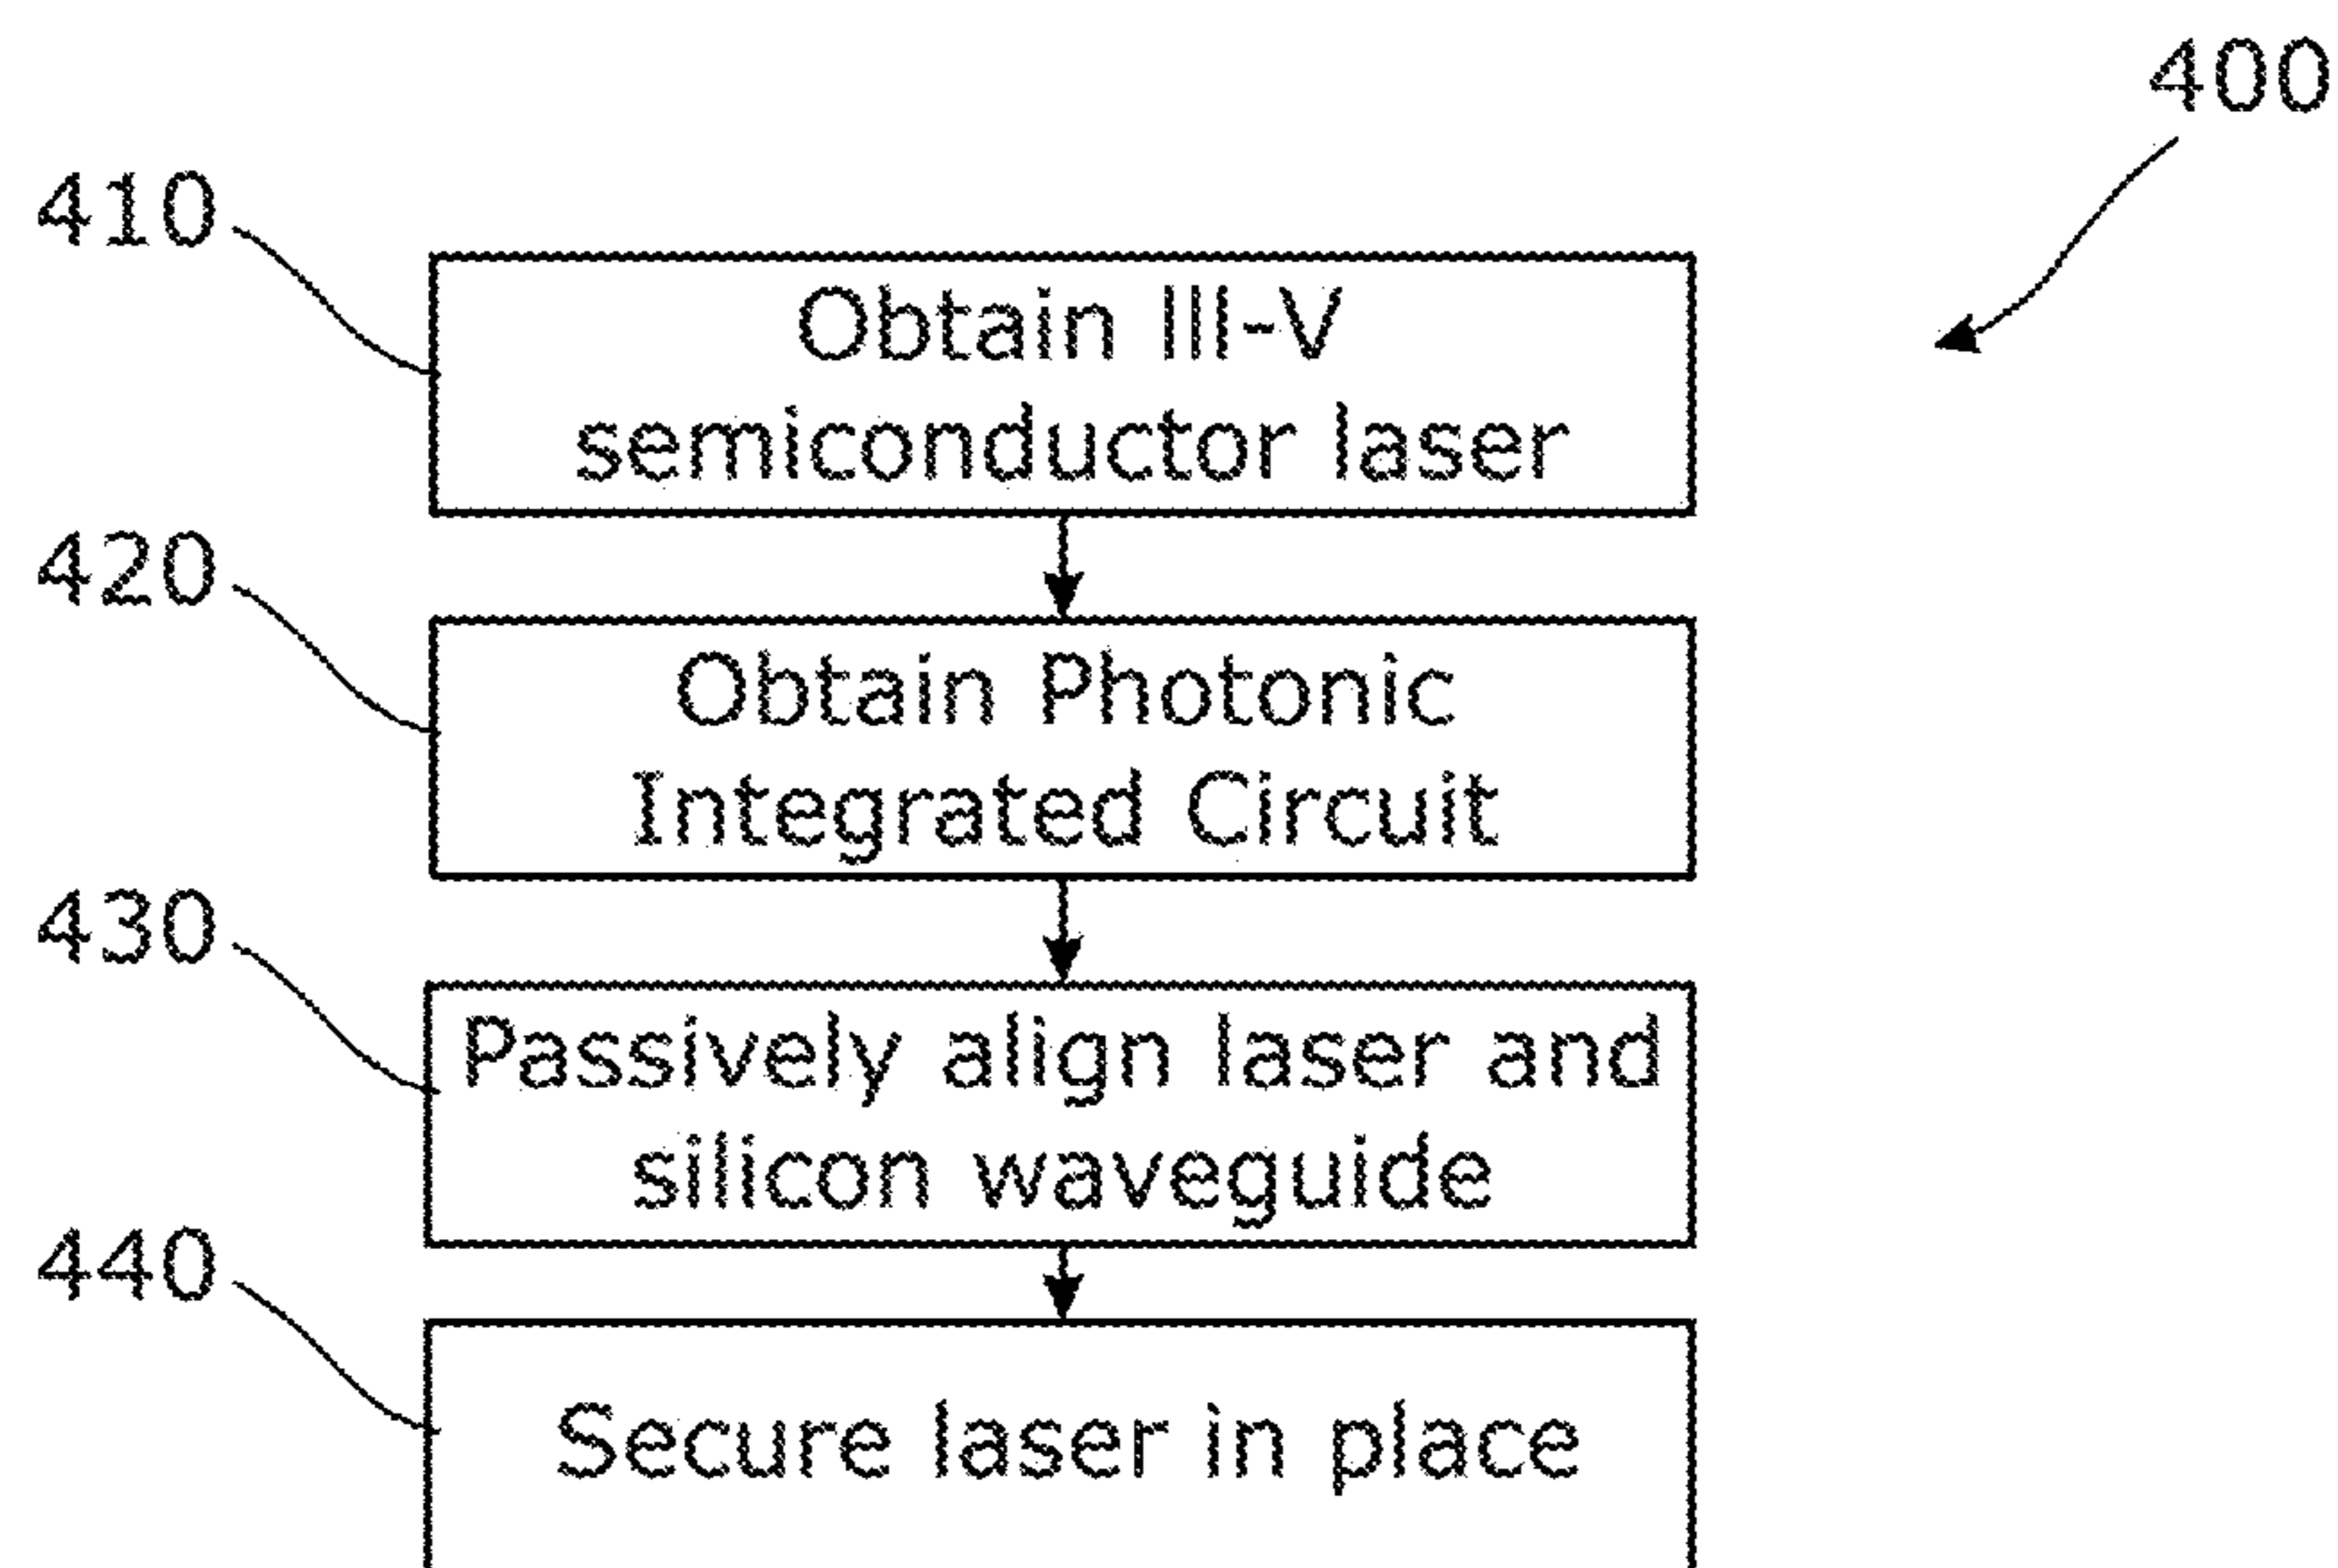 400
410
Obtain III-V
semiconductor laser
420
Obtain Photonic
Integrated Circuit
430
Passively align laser and
silicon waveguide
440
Secure laser in place